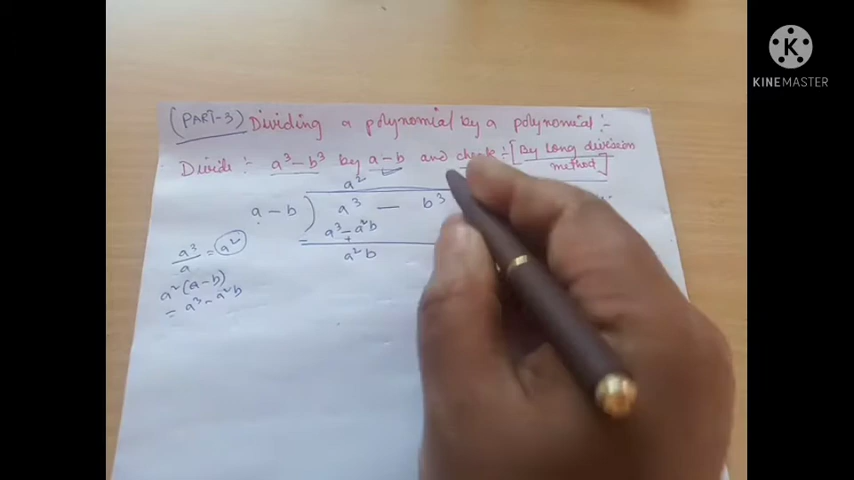 (PART-3) Dividing a polynomial by a polynomial :-
Divide :- a³ - b³ by a - b and check :- [By Long division method]
a²
a - b ) a³ - b³
a³ - a²b
- +
a²b
a³/a = a²
a²(a-b)
= a³ - a²b
K
KINEMASTER